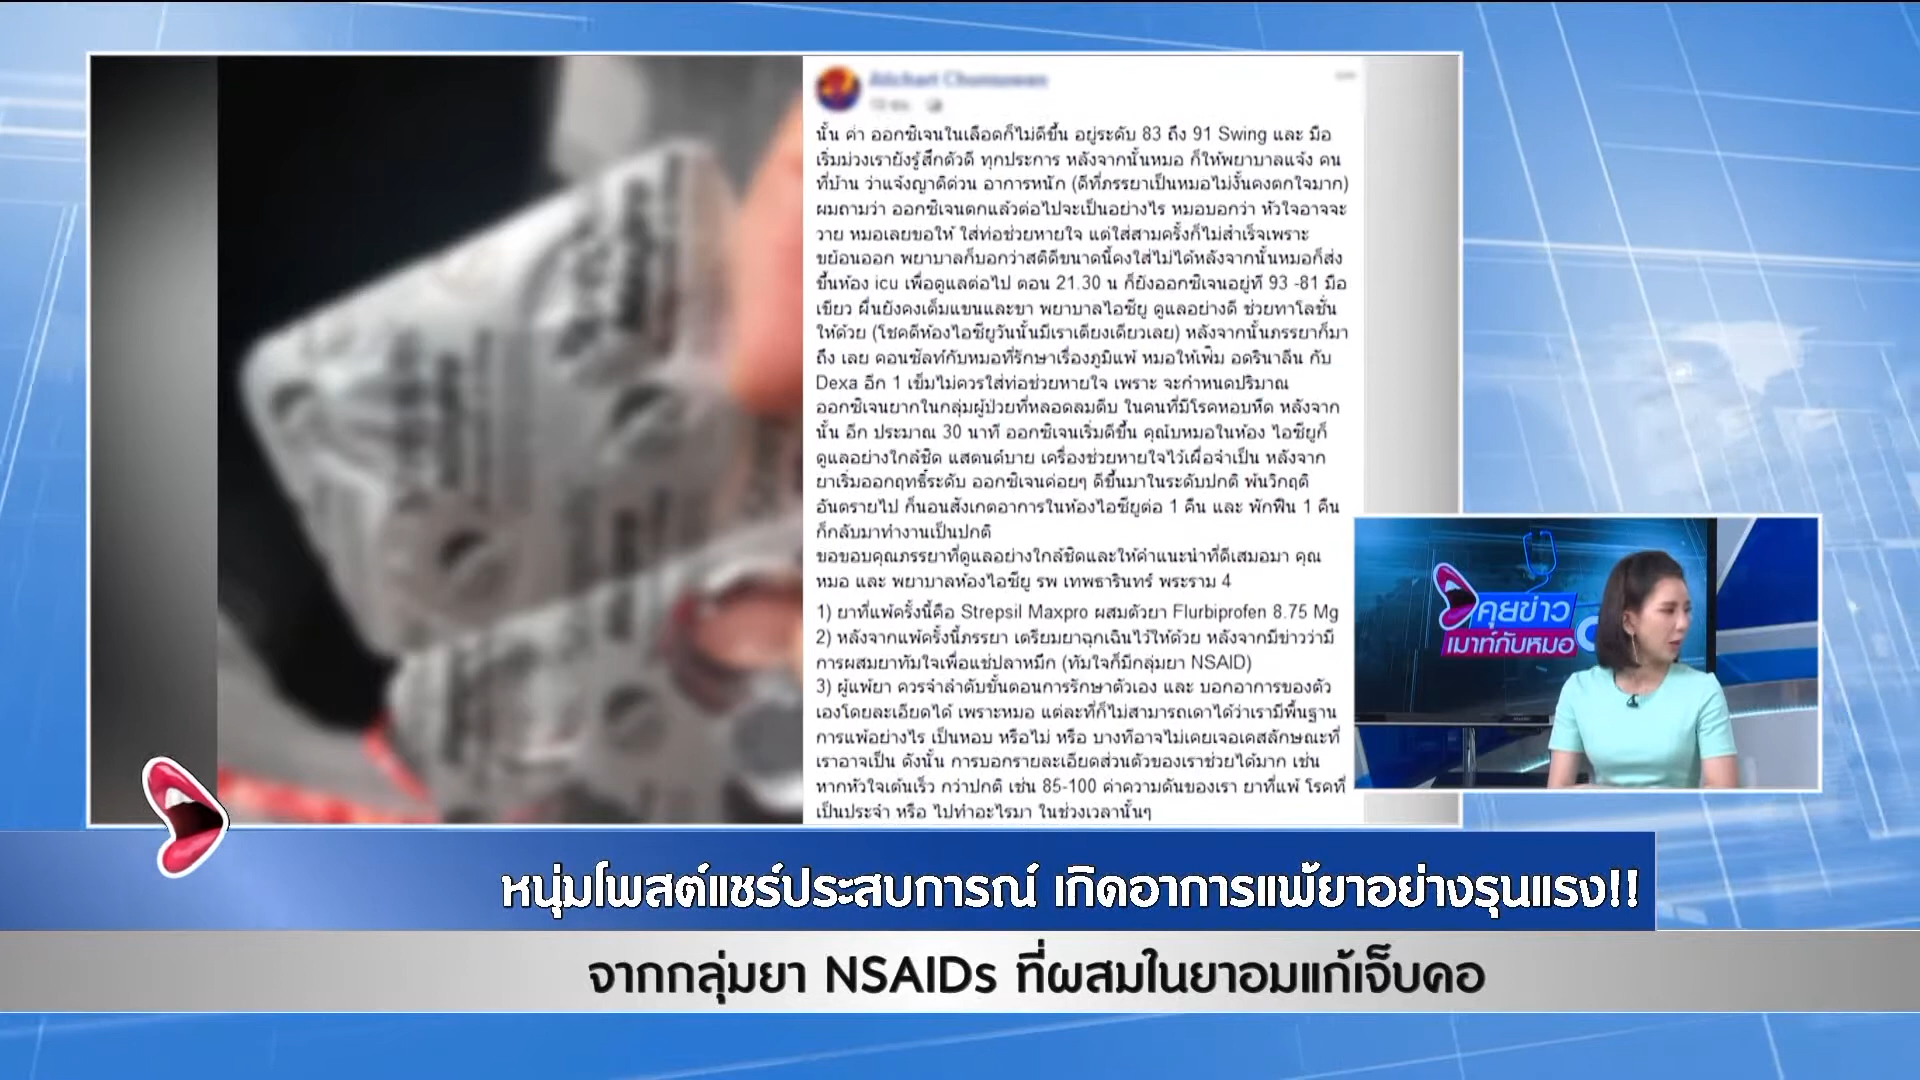 นั้น ค่า ออกซิเจนในเลือดก็ไม่ดีขึ้น อยู่ระดับ 83 ถึง 91 Swing และ มือ
เริ่มม่วงเรายังรู้สึกตัวดี ทุกประการ หลังจากนั้นหมอ ก็ให้พยาบาลแจ้ง คน
ที่บ้าน ว่าแจ้งญาติด่วน อาการหนัก (ดีที่ภรรยาเป็นหมอไม่งั้นคงตกใจมาก)
ผมถามว่า ออกซิเจนตกแล้วต่อไปจะเป็นอย่างไร หมอบอกว่า หัวใจอาจจะ
วาย หมอเลยขอให้ ใส่ท่อช่วยหายใจ แต่ใส่สามครั้งก็ไม่สำเร็จเพราะ
ขย้อนออก พยาบาลก็บอกว่าสติดีขนาดนี้คงใส่ไม่ได้หลังจากนั้นหมอก็ส่ง
ขึ้นห้อง icu เพื่อดูแลต่อไป ตอน 21.30 น ก็ยังออกซิเจนอยู่ที่ 93 -81 มือ
เขียว ผื่นยังคงเต็มแขนและขา พยาบาลไอซียู ดูแลอย่างดี ช่วยทาโลชั่น
ให้ด้วย (โชคดีห้องไอซียูวันนั้นมีเราเตียงเดียวเลย) หลังจากนั้นภรรยาก็มา
ถึง เลย คอนซัลท์กับหมอที่รักษาเรื่องภูมิแพ้ หมอให้เพิ่ม อดรินาลีน กับ
Dexa อีก 1 เข็มไม่ควรใส่ท่อช่วยหายใจ เพราะ จะกำหนดปริมาณ
ออกซิเจนยากในกลุ่มผู้ป่วยที่หลอดลมตีบ ในคนที่มีโรคหอบหืด หลังจาก
นั้น อีก ประมาณ 30 นาที ออกซิเจนเริ่มดีขึ้น คุณ้บหมอในห้อง ไอซียูก็
ดูแลอย่างใกล้ชิด แสตนด์บาย เครื่องช่วยหายใจไว้เผื่อจำเป็น หลังจาก
ยาเริ่มออกฤทธิ์ระดับ ออกซิเจนค่อยๆ ดีขึ้นมาในระดับปกติ พ้นวิกฤติ
อันตรายไป ก็นอนสังเกตอาการในห้องไอซียูต่อ 1 คืน และ พักฟื้น 1 คืน
ก็กลับมาทำงานเป็นปกติ
ขอขอบคุณภรรยาที่ดูแลอย่างใกล้ชิดและให้คำแนะนำที่ดีเสมอมา คุณ
หมอ และ พยาบาลห้องไอซียู รพ เทพธารินทร์ พระราม 4
1) ยาที่แพ้ครั้งนี้คือ Strepsil Maxpro ผสมตัวยา Flurbiprofen 8.75 Mg
2) หลังจากแพ้ครั้งนี้ภรรยา เตรียมยาฉุกเฉินไว้ให้ด้วย หลังจากมีข่าวว่ามี
การผสมยาทัมใจเพื่อแช่ปลาหมึก (ทัมใจก็มีกลุ่มยา NSAID)
3) ผู้แพ้ยา ควรจำลำดับขั้นตอนการรักษาตัวเอง และ บอกอาการของตัว
เองโดยละเอียดได้ เพราะหมอ แต่ละที่ก็ไม่สามารถเดาได้ว่าเรามีพื้นฐาน
การแพ้อย่างไร เป็นหอบ หรือไม่ หรือ บางทีอาจไม่เคยเจอเคสลักษณะที่
เราอาจเป็น ดังนั้น การบอกรายละเอียดส่วนตัวของเราช่วยได้มาก เช่น
หากหัวใจเต้นเร็ว กว่าปกติ เช่น 85-100 ค่าความดันของเรา ยาที่แพ้ โรคที่
เป็นประจำ หรือ ไปทำอะไรมา ในช่วงเวลานั้นๆ
คุยข่าว
เมาท์กับหมอ
หนุ่มโพสต์แชร์ประสบการณ์ เกิดอาการแพ้ยาอย่างรุนแรง!!
จากกลุ่มยา NSAIDs ที่ผสมในยาอมแก้เจ็บคอ